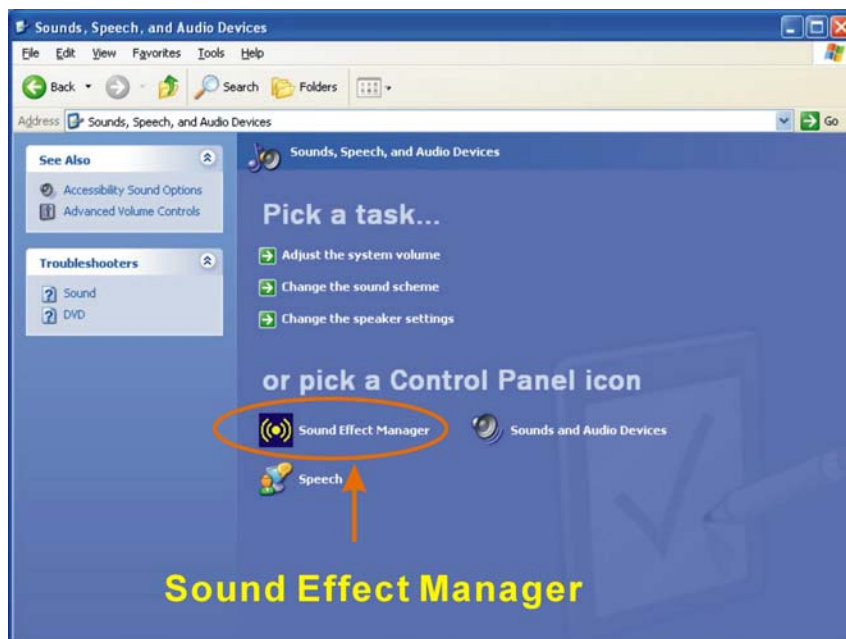 Sounds, Speech, and Audio Devices
File Edit View Favorites Tools Help
Back Search Folders
Address Sounds, Speech, and Audio Devices Go
See Also
Accessibility Sound Options
Advanced Volume Controls
Troubleshooters
Sound
DVD
Sounds, Speech, and Audio Devices
Pick a task...
Adjust the system volume
Change the sound scheme
Change the speaker settings
or pick a Control Panel icon
Sound Effect Manager Sounds and Audio Devices
Speech
Sound Effect Manager